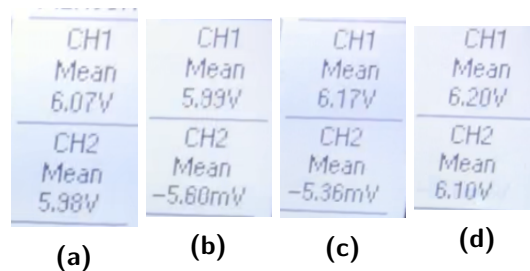 CH1
Mean
6.07V
CH2
Mean
5.98V
(a)
CH1
Mean
5.99V
CH2
Mean
-5.60mV
(b)
CH1
Mean
6.17V
CH2
Mean
-5.36mV
(c)
CH1
Mean
6.20V
CH2
Mean
6.10V
(d)